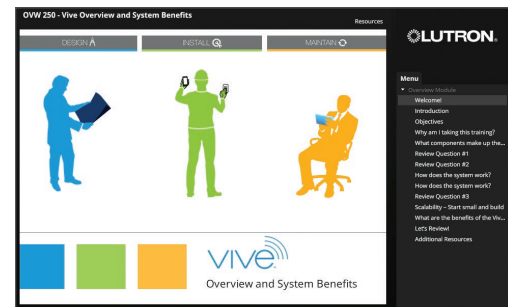 OVW 250 - Vive Overview and System Benefits
Resources
DESIGN
INSTALL
MAINTAIN
VIVE
Overview and System Benefits
LUTRON®
Menu
Overview Module
Welcome!
Introduction
Objectives
Why am I taking this training?
What components make up the...
Review Question #1
Review Question #2
How does the system work?
How does the system work?
Review Question #3
Scalability – Start small and build
What are the benefits of the Viv...
Let's Review!
Additional Resources